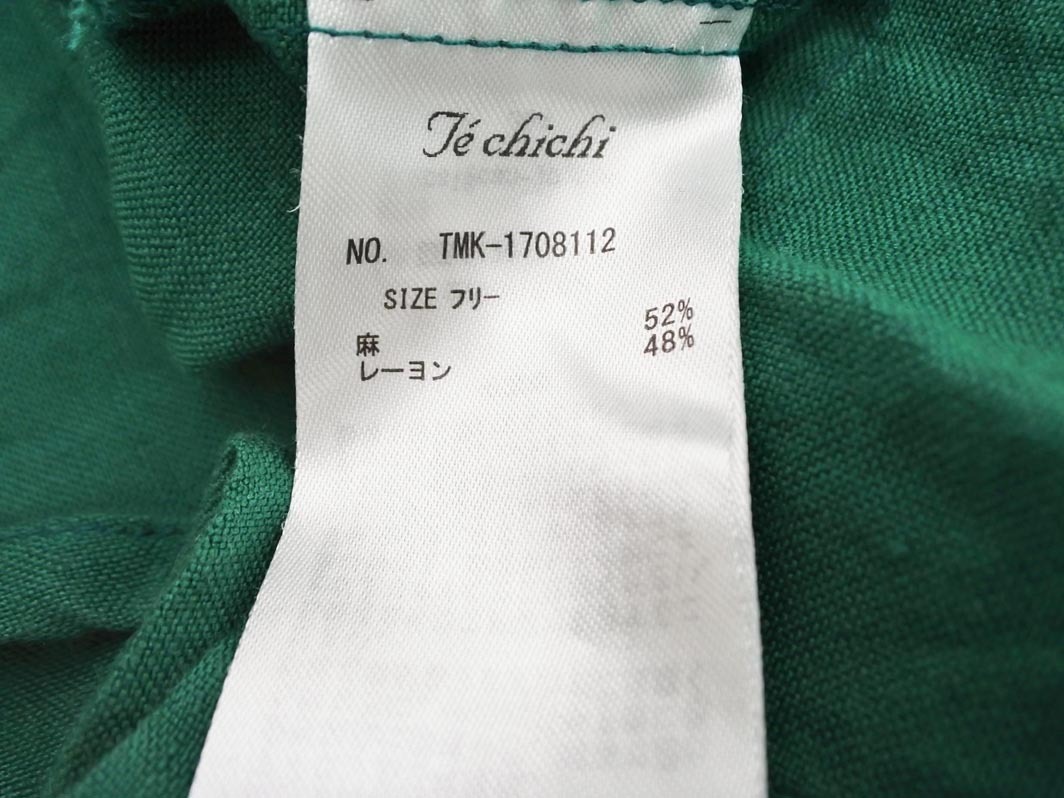 Té chichi
NO. TMK-1708112
SIZE フリー
麻 52%
レーヨン 48%